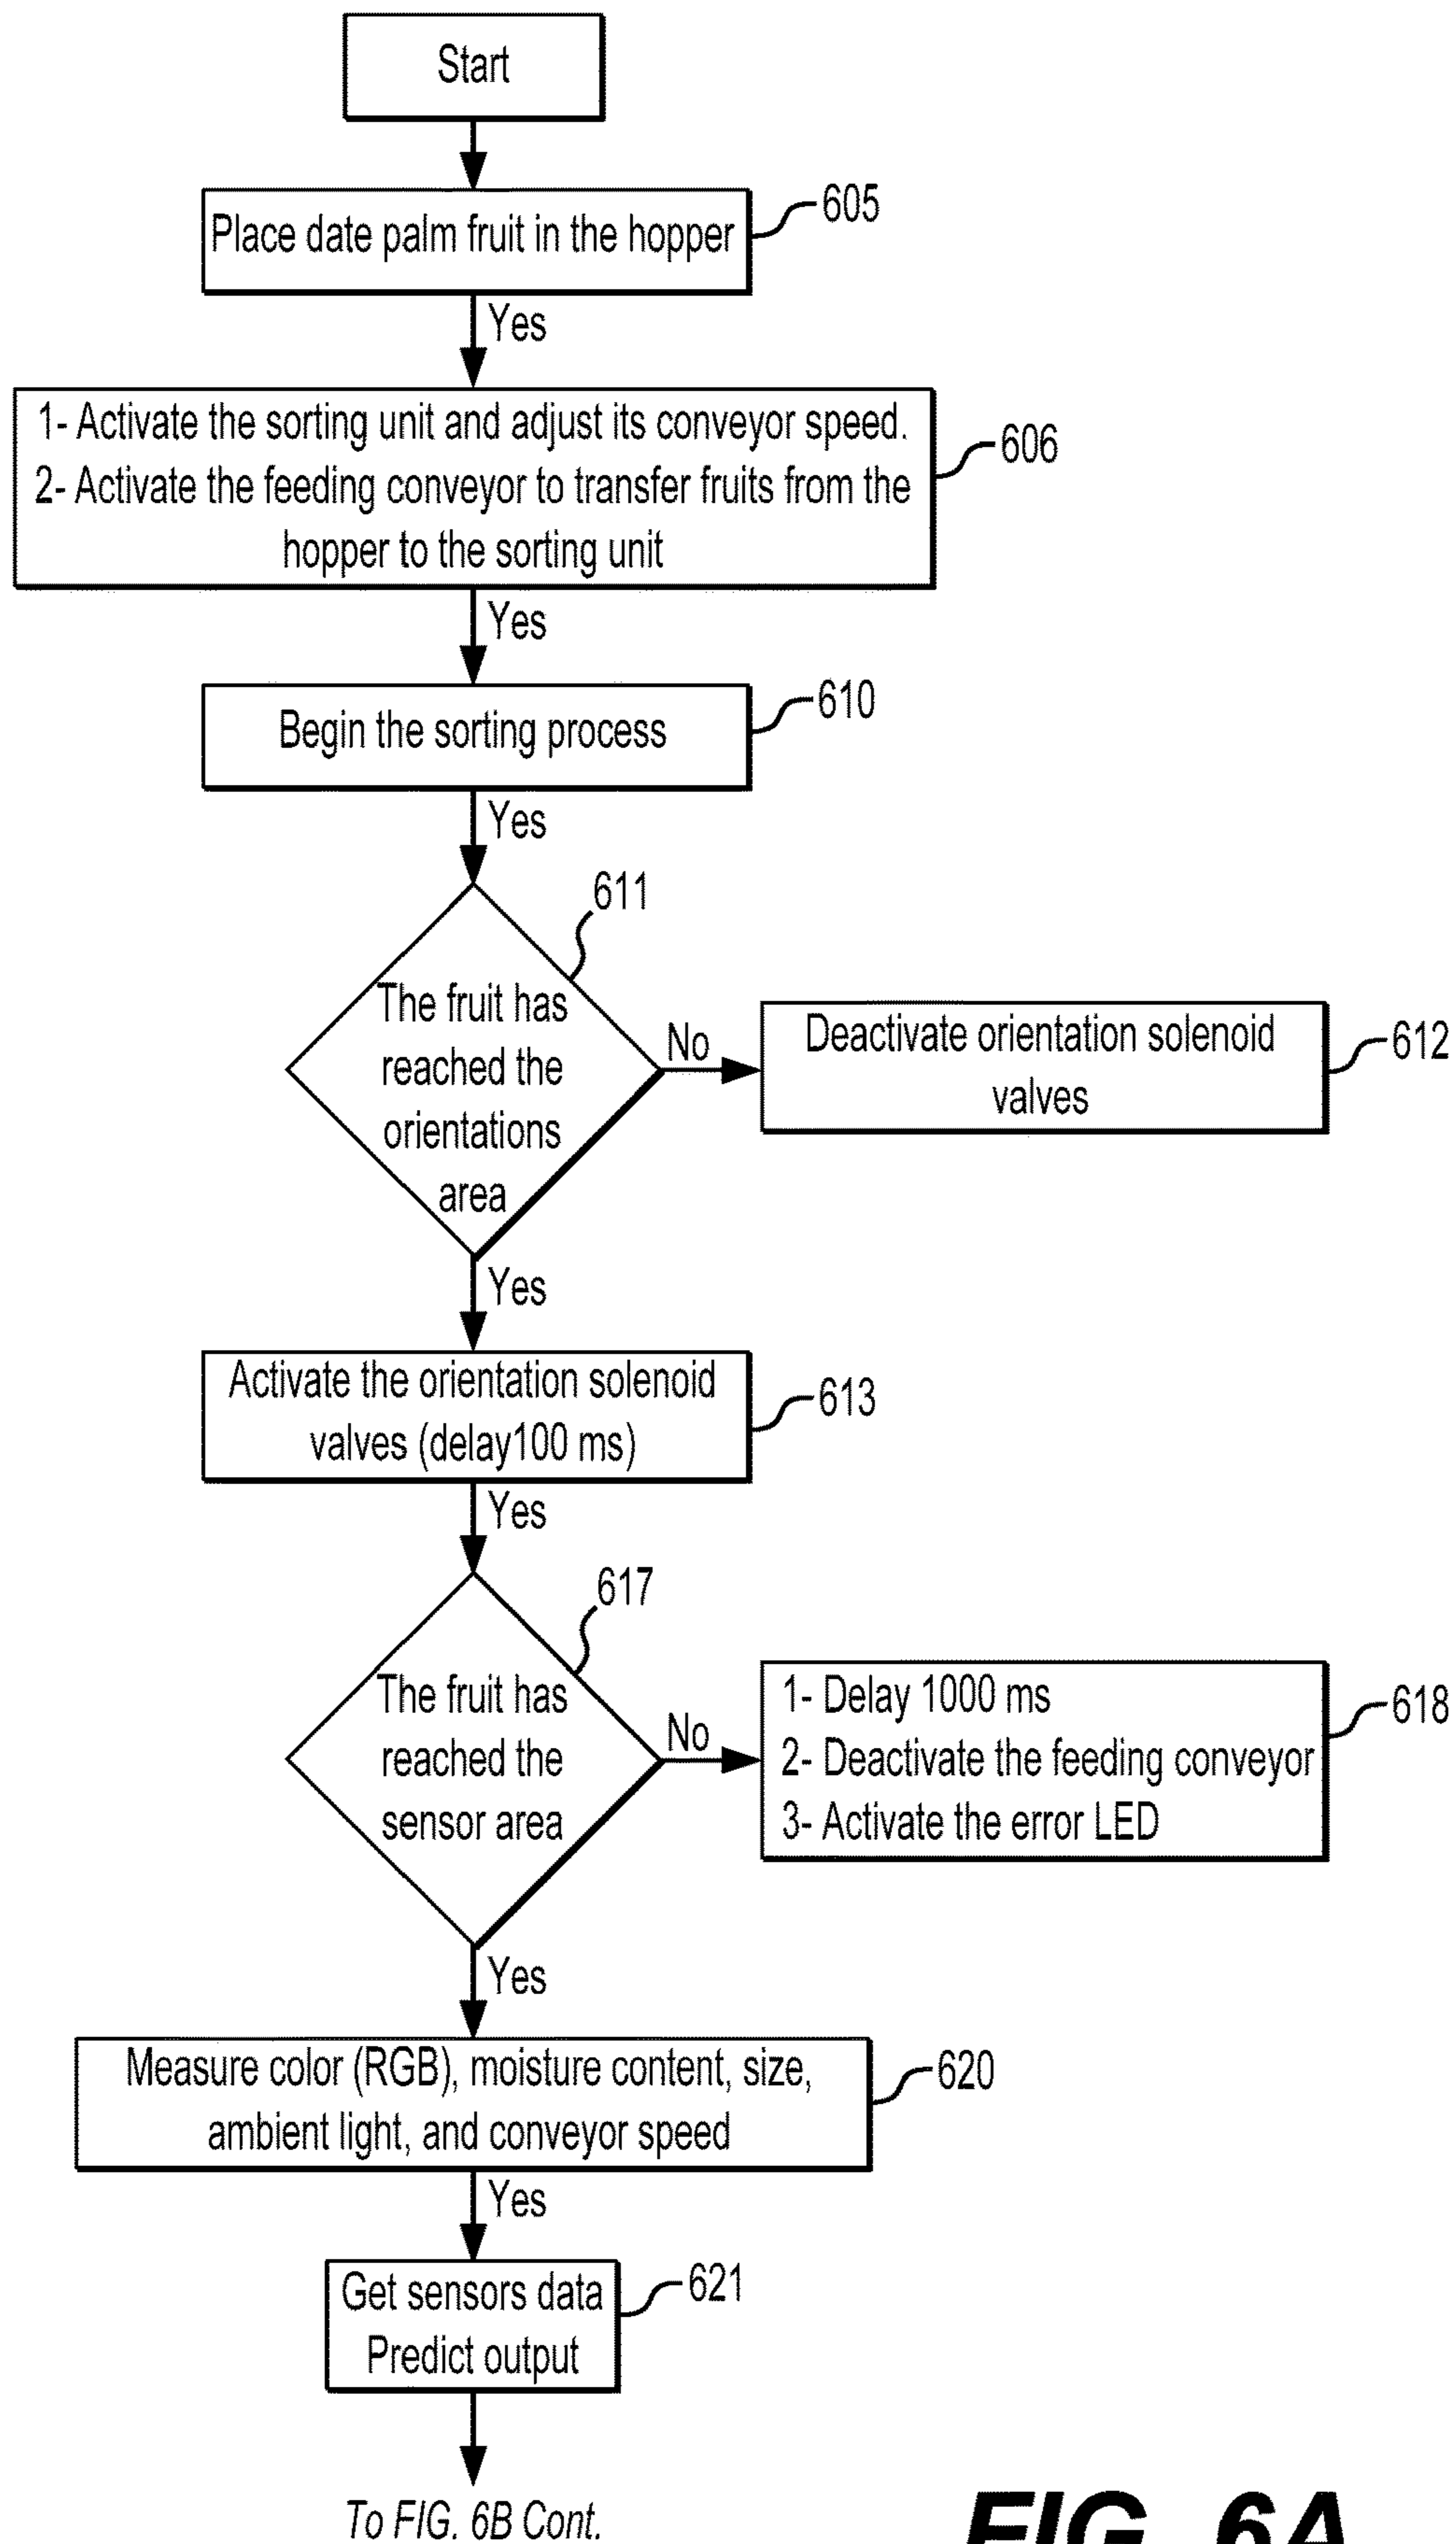 Start
Place date palm fruit in the hopper
605
Yes
1- Activate the sorting unit and adjust its conveyor speed.
2- Activate the feeding conveyor to transfer fruits from the
hopper to the sorting unit
606
Yes
Begin the sorting process
610
Yes
611
The fruit has
reached the
orientations
area
No
Deactivate orientation solenoid
valves
612
Yes
Activate the orientation solenoid
valves (delay100 ms)
613
Yes
617
The fruit has
reached the
sensor area
No
1- Delay 1000 ms
2- Deactivate the feeding conveyor
3- Activate the error LED
618
Yes
Measure color (RGB), moisture content, size,
ambient light, and conveyor speed
620
Yes
Get sensors data
Predict output
621
To FIG. 6B Cont.
FIG. 6A